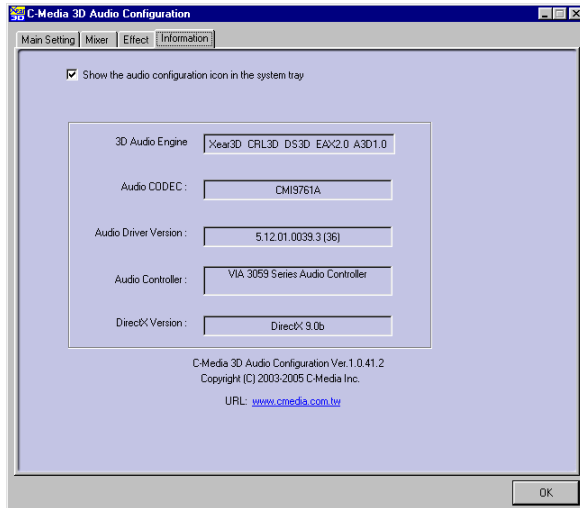 Xear 3D
C-Media 3D Audio Configuration
Main Setting Mixer Effect Information
Show the audio configuration icon in the system tray
3D Audio Engine Xear3D CRL3D DS3D EAX2.0 A3D1.0
Audio CODEC : CMI9761A
Audio Driver Version : 5.12.01.0039.3 (36)
Audio Controller : VIA 3059 Series Audio Controller
DirectX Version : DirectX 9.0b
C-Media 3D Audio Configuration Ver.1.0.41.2
Copyright (C) 2003-2005 C-Media Inc.
URL: www.cmedia.com.tw
OK